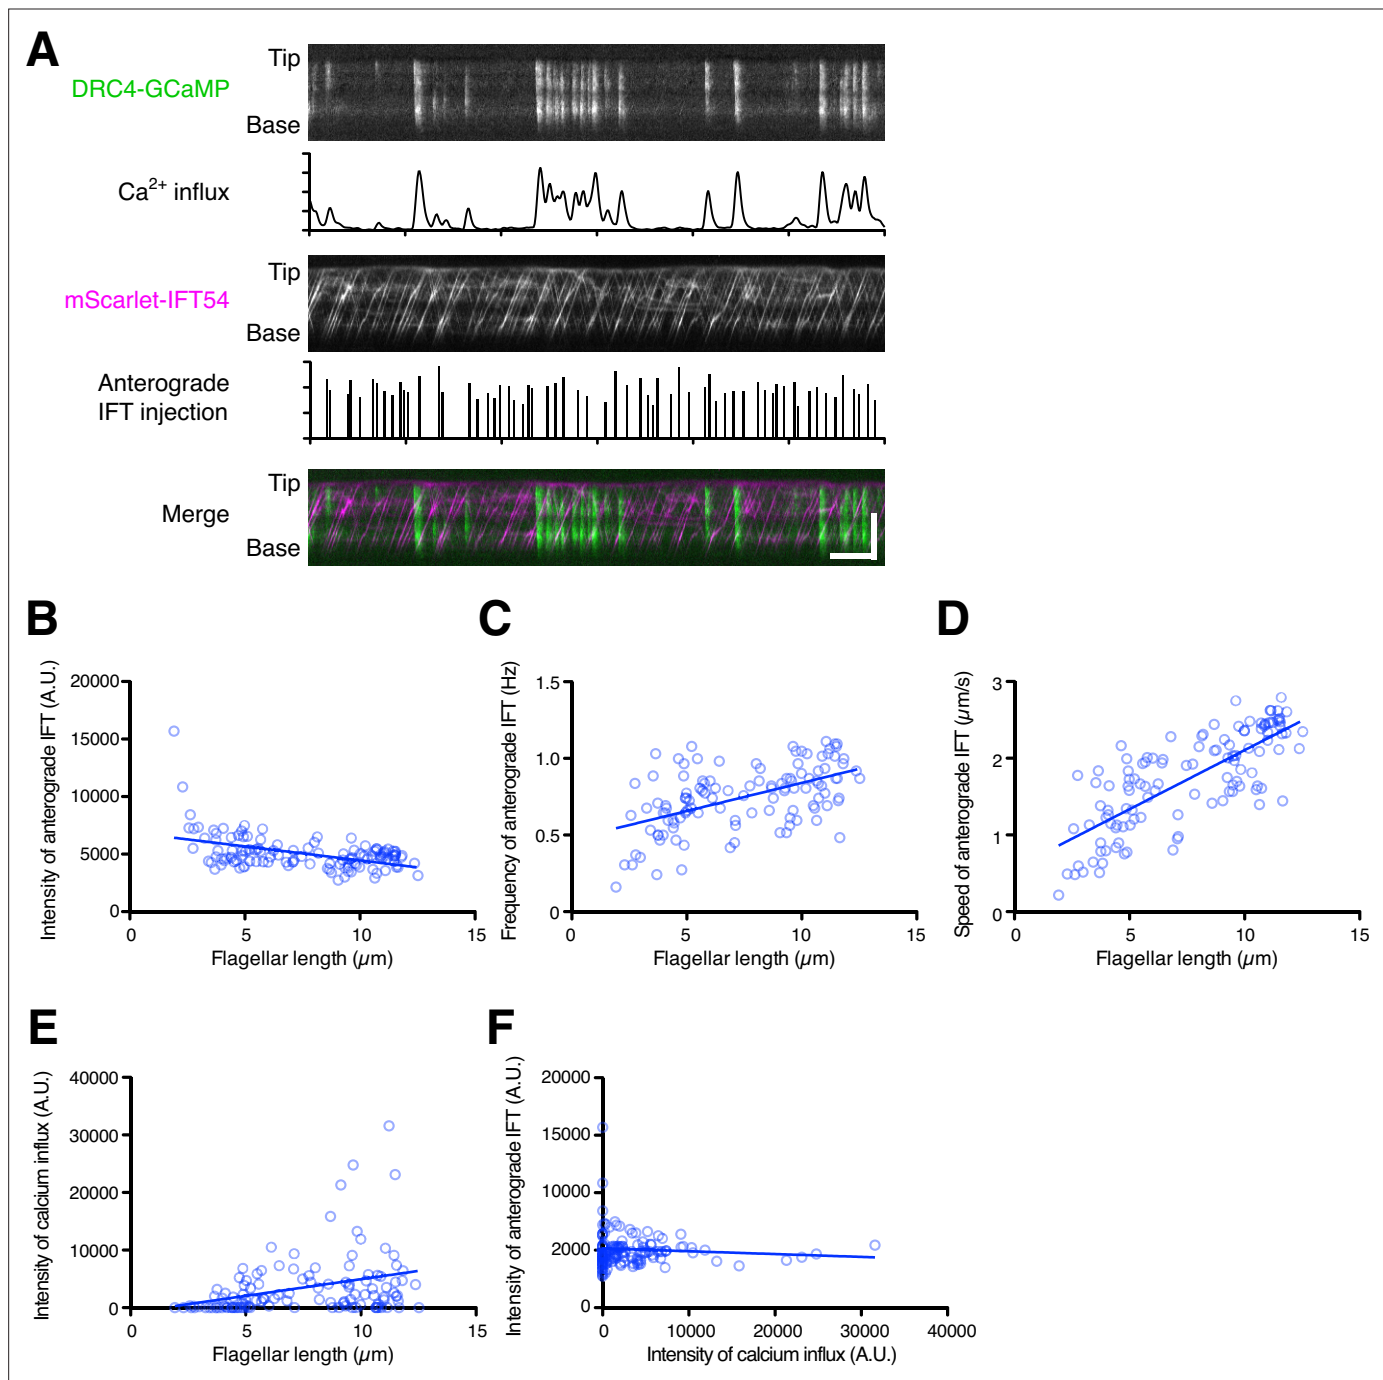 A
Tip
DRC4-GCaMP
Base
Ca2+ influx
Tip
mScarlet-IFT54
Base
Anterograde
IFT injection
Tip
Merge
Base
B
Intensity of anterograde IFT (A.U.)
20000
15000
10000
5000
0
0 5 10 15
Flagellar length (µm)
C
Frequency of anterograde IFT (Hz)
1.5
1.0
0.5
0
0 5 10 15
Flagellar length (µm)
D
Speed of anterograde IFT (µm/s)
3
2
1
0
0 5 10 15
Flagellar length (µm)
E
Intensity of calcium influx (A.U.)
40000
30000
20000
10000
0
0 5 10 15
Flagellar length (µm)
F
Intensity of anterograde IFT (A.U.)
20000
15000
10000
2000
0
0 10000 20000 30000 40000
Intensity of calcium influx (A.U.)